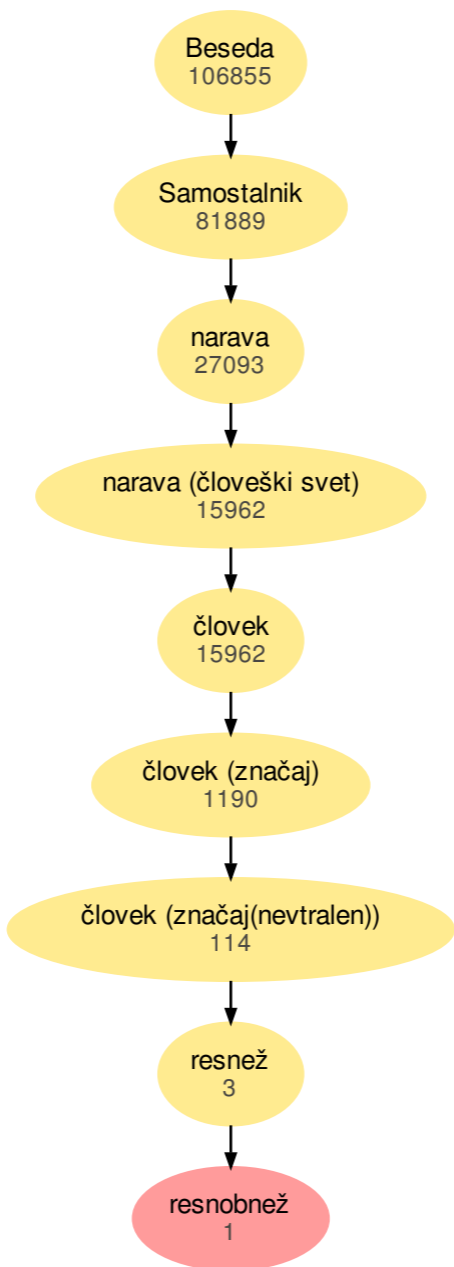 Beseda
106855
Samostalnik
81889
narava
27093
narava (človeški svet)
15962
človek
15962
človek (značaj)
1190
človek (značaj(nevtralen))
114
resnež
3
resnobnež
1